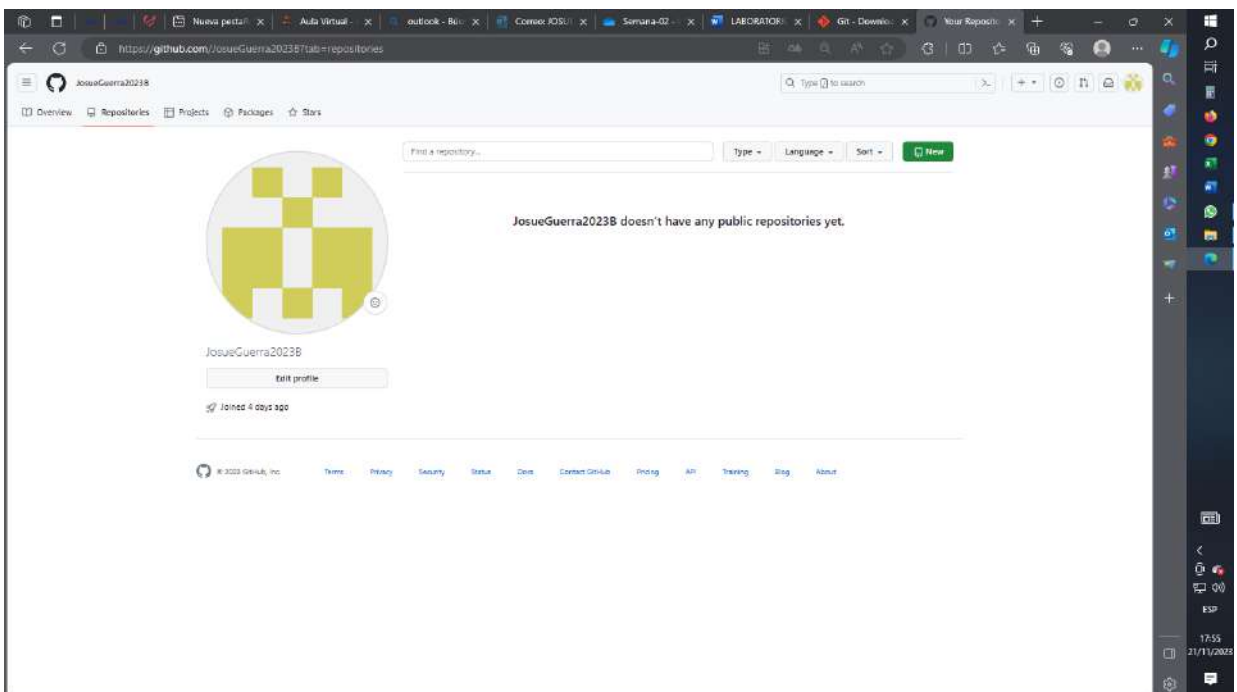 Nueva pestañ
Aula Virtual -
outlook - Bús
Correo: JOSU
Semana-02 -
LABORATORI
Git - Downloa
Your Reposito
https://github.com/JosueGuerra2023B?tab=repositories
JosueGuerra2023B
Type / to search
Overview
Repositories
Projects
Packages
Stars
Find a repository...
Type
Language
Sort
New
JosueGuerra2023B doesn't have any public repositories yet.
JosueGuerra2023B
Edit profile
Joined 4 days ago
© 2023 GitHub, Inc.
Terms
Privacy
Security
Status
Docs
Contact GitHub
Pricing
API
Training
Blog
About
ESP
17:55
21/11/2023